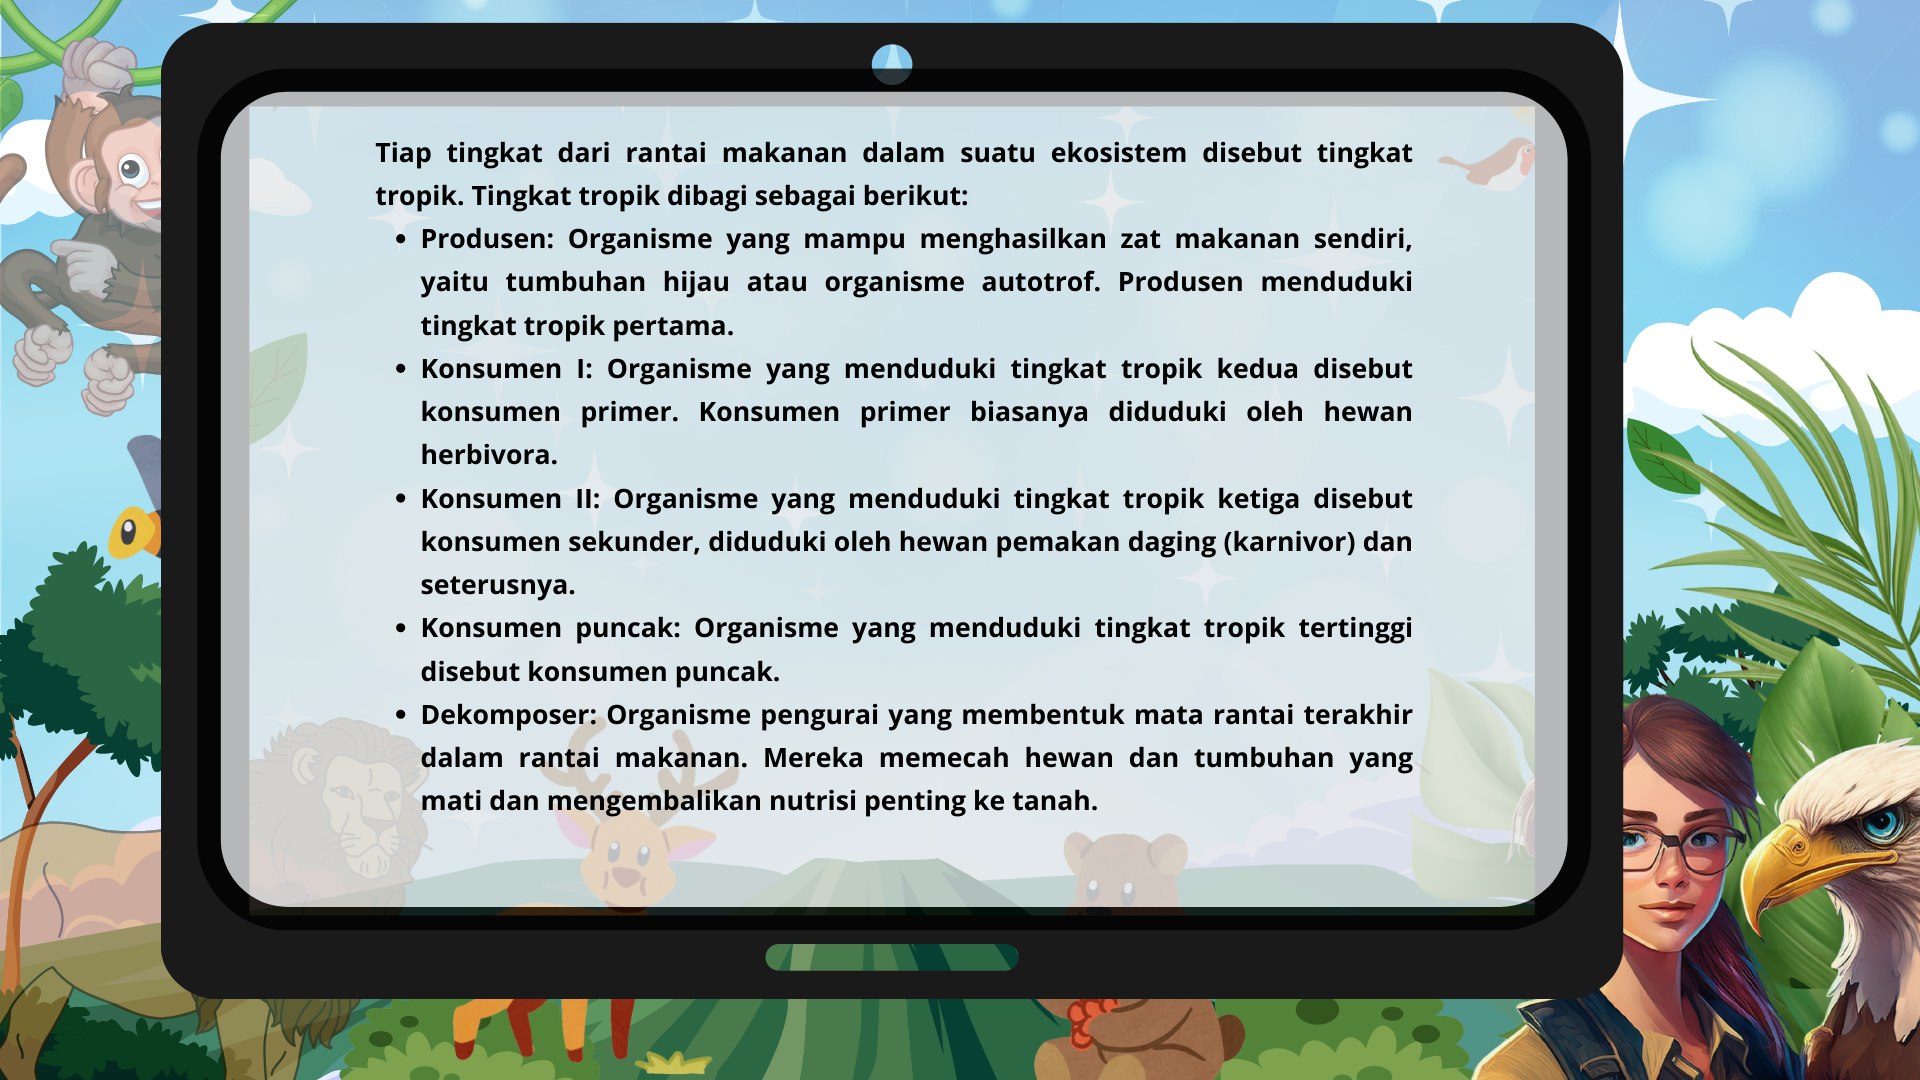 Tiap tingkat dari rantai makanan dalam suatu ekosistem disebut tingkat
tropik. Tingkat tropik dibagi sebagai berikut:
• Produsen: Organisme yang mampu menghasilkan zat makanan sendiri,
yaitu tumbuhan hijau atau organisme autotrof. Produsen menduduki
tingkat tropik pertama.
• Konsumen I: Organisme yang menduduki tingkat tropik kedua disebut
konsumen primer. Konsumen primer biasanya diduduki oleh hewan
herbivora.
• Konsumen II: Organisme yang menduduki tingkat tropik ketiga disebut
konsumen sekunder, diduduki oleh hewan pemakan daging (karnivor) dan
seterusnya.
• Konsumen puncak: Organisme yang menduduki tingkat tropik tertinggi
disebut konsumen puncak.
• Dekomposer: Organisme pengurai yang membentuk mata rantai terakhir
dalam rantai makanan. Mereka memecah hewan dan tumbuhan yang
mati dan mengembalikan nutrisi penting ke tanah.